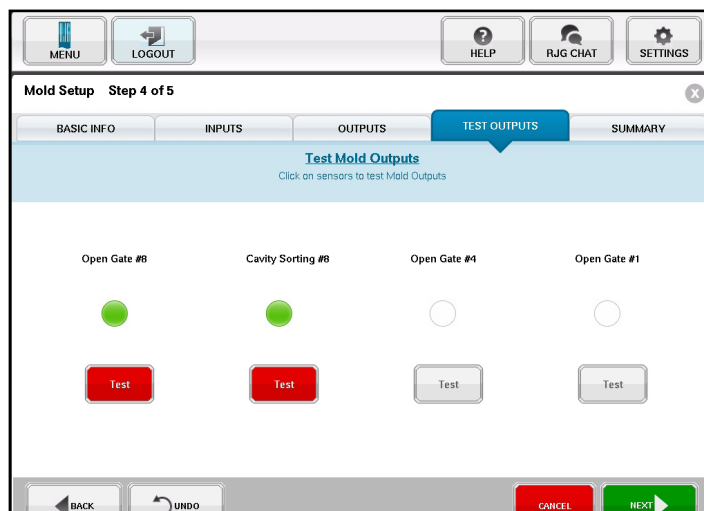 MENU
LOGOUT
HELP
RJG CHAT
SETTINGS
Mold Setup Step 4 of 5
BASIC INFO
INPUTS
OUTPUTS
TEST OUTPUTS
SUMMARY
Test Mold Outputs
Click on sensors to test Mold Outputs
Open Gate #8
Cavity Sorting #8
Open Gate #4
Open Gate #1
Test
Test
Test
Test
BACK
UNDO
CANCEL
NEXT